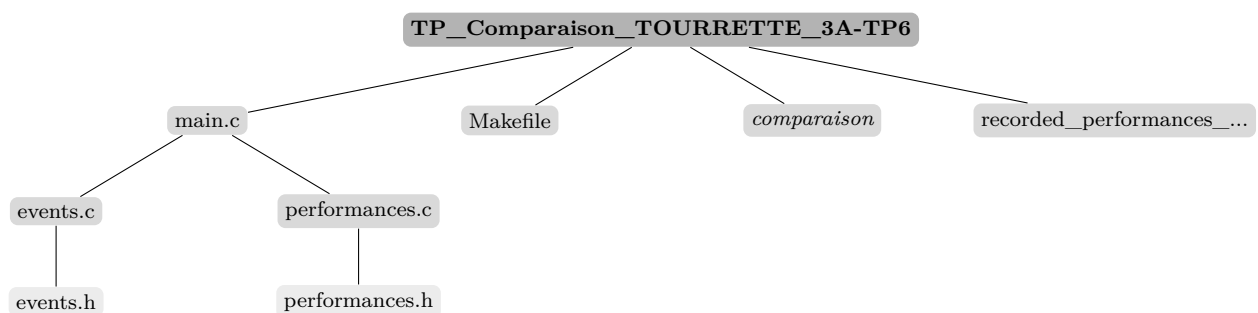 TP_Comparaison_TOURRETTE_3A-TP6
main.c
Makefile
comparaison
recorded_performances_...
events.c
performances.c
events.h
performances.h